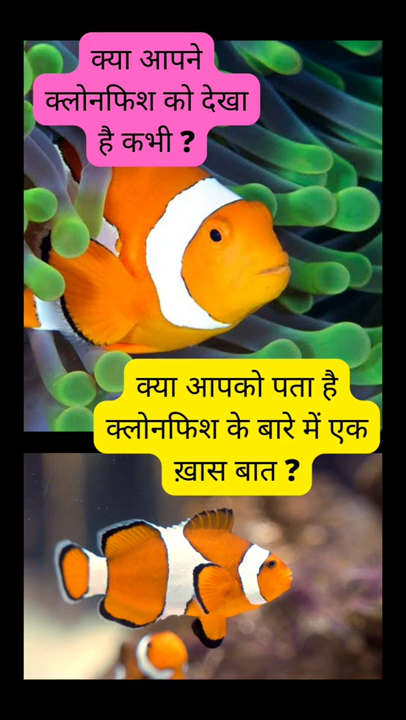 क्या आपने
क्लोनफिश को देखा
है कभी ?
क्या आपको पता है
क्लोनफिश के बारे में एक
ख़ास बात ?